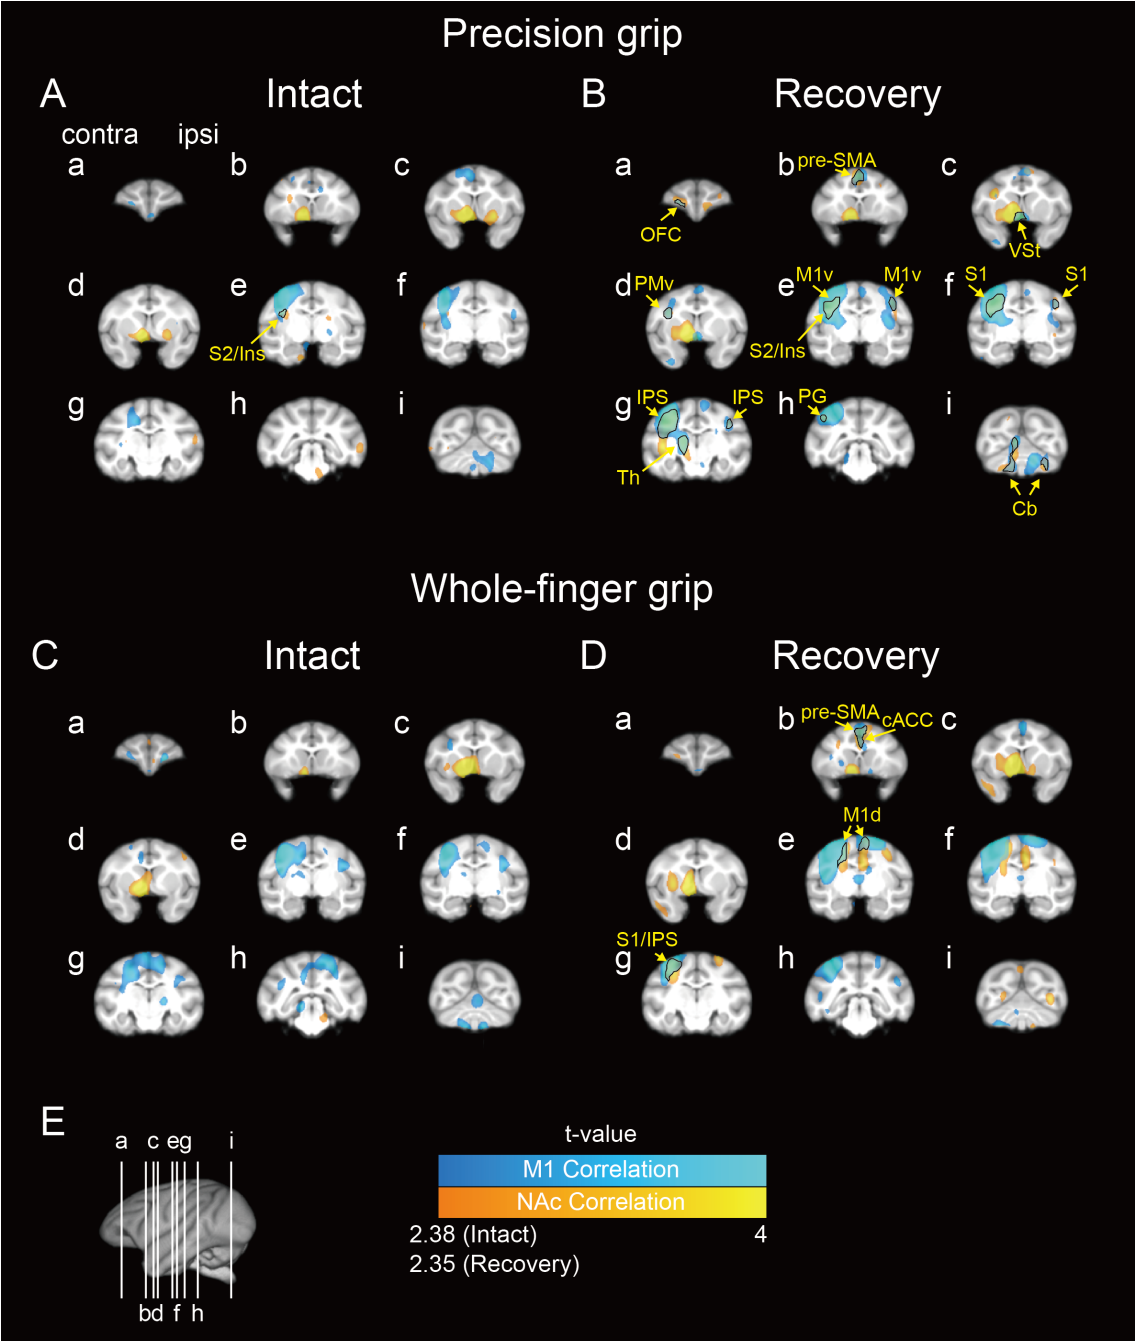 Precision grip
A Intact B Recovery
contra ipsi
a b c a b pre-SMA c
OFC VSt
d e f d PMv e M1v M1v f S1 S1
S2/Ins S2/Ins
g h i g IPS IPS h PG i
Th
Cb
Whole-finger grip
C Intact D Recovery
a b c a b pre-SMA cACC c
d e f d e M1d f
g h i g S1/IPS h i
E
a c eg i
bd f h
t-value
M1 Correlation
NAc Correlation
2.38 (Intact) 4
2.35 (Recovery)